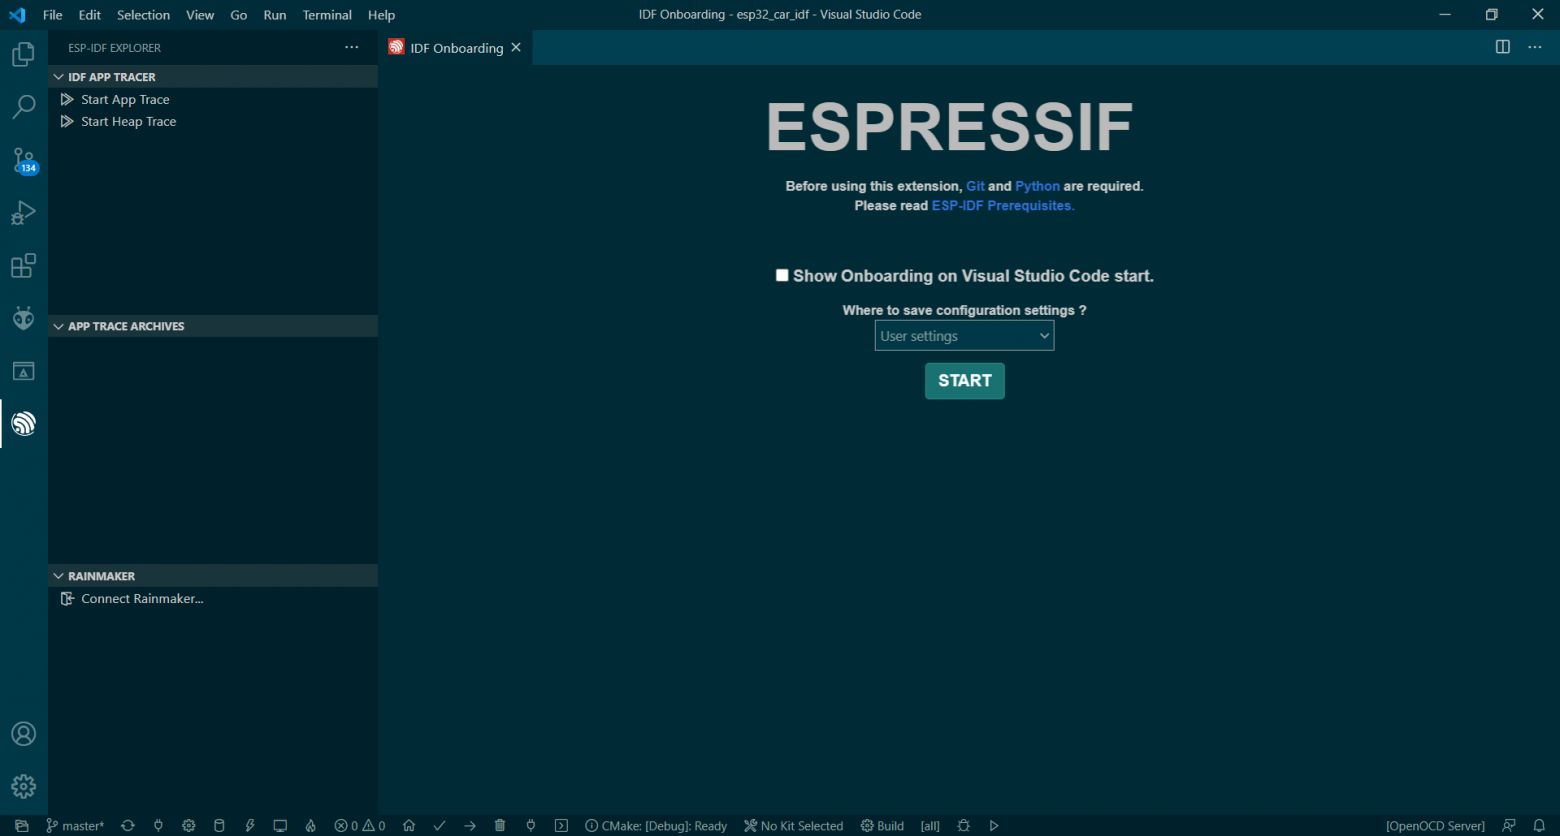 File Edit Selection View Go Run Terminal Help
IDF Onboarding - esp32_car_idf - Visual Studio Code
ESP-IDF EXPLORER
IDF Onboarding
IDF APP TRACER
Start App Trace
Start Heap Trace
134
APP TRACE ARCHIVES
RAINMAKER
Connect Rainmaker...
ESPRESSIF
Before using this extension, Git and Python are required.
Please read ESP-IDF Prerequisites.
Show Onboarding on Visual Studio Code start.
Where to save configuration settings ?
User settings
START
master* 0 0 CMake: [Debug]: Ready No Kit Selected Build [all] [OpenOCD Server]